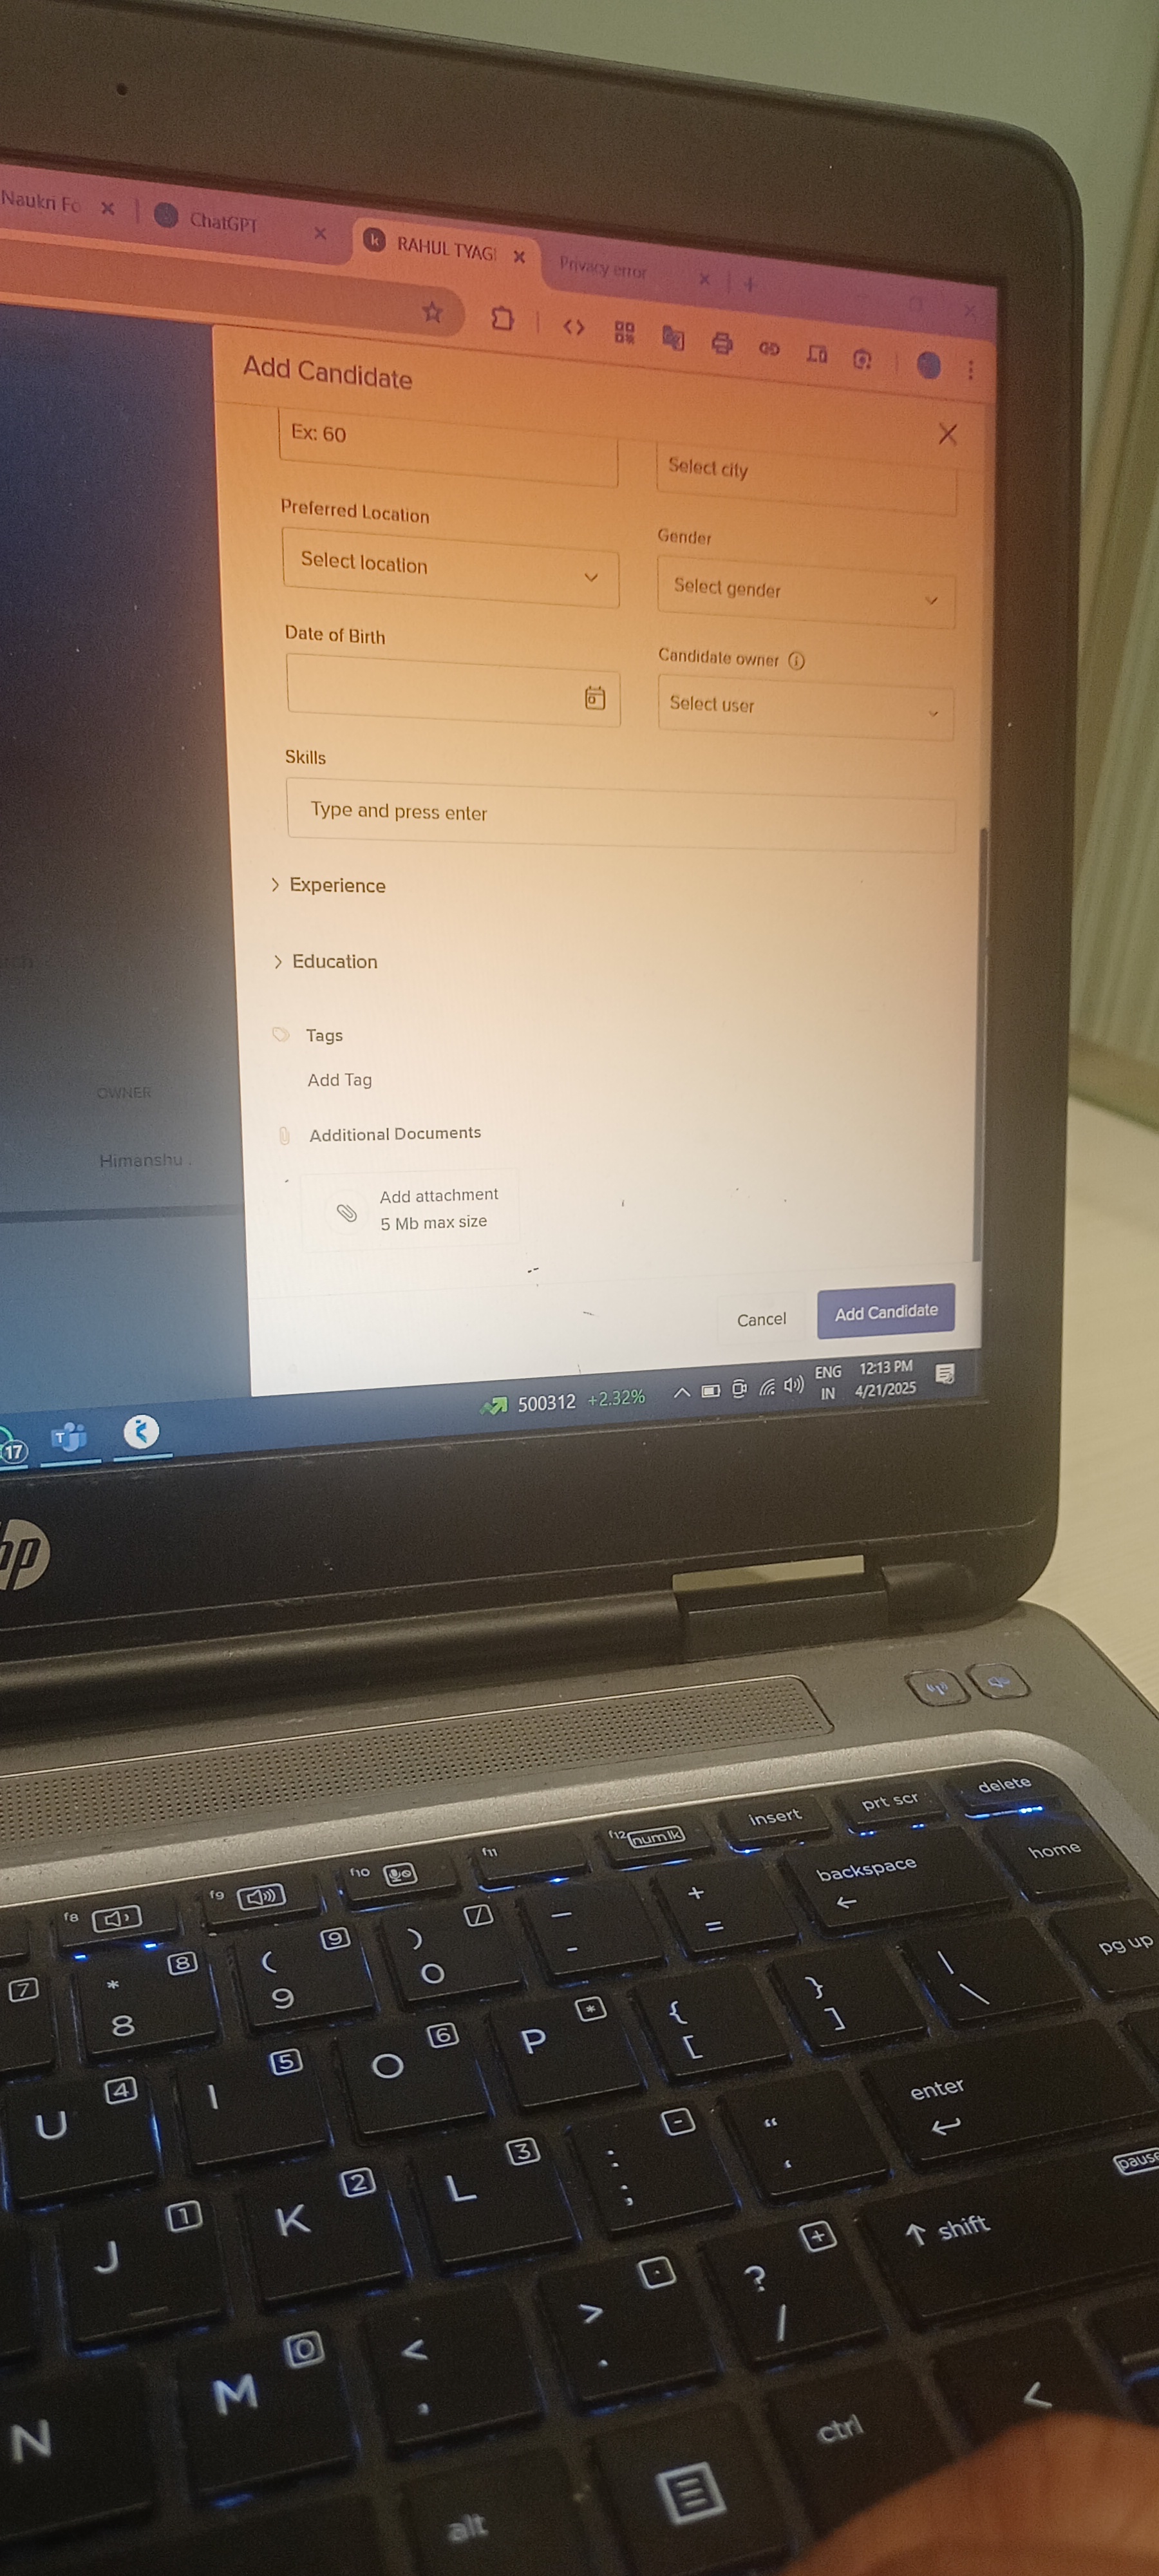 Naukri Fo
ChatGPT
k
RAHUL TYAGI
Privacy error
Add Candidate
Ex: 60
Select city
Preferred Location
Gender
Select location
Select gender
Date of Birth
Candidate owner
Select user
Skills
Type and press enter
Experience
Education
Tags
Add Tag
OWNER
Additional Documents
Himanshu .
Add attachment
5 Mb max size
Cancel
Add Candidate
500312 +2.32%
ENG
IN
12:13 PM
4/21/2025
17
T
hp
delete
prt scr
insert
f12 num lk
f11
f10
f9
f8
home
backspace
+ =
_ -
) 0 /
( 9 9
* 8 8
7
pg up
| \
} ]
{ [
P *
O 6
I 5
U 4
enter
" '
: ; -
L 3
K 2
J 1
pause
shift
? / +
> . .
< ,
M 0
N
ctrl
<
alt